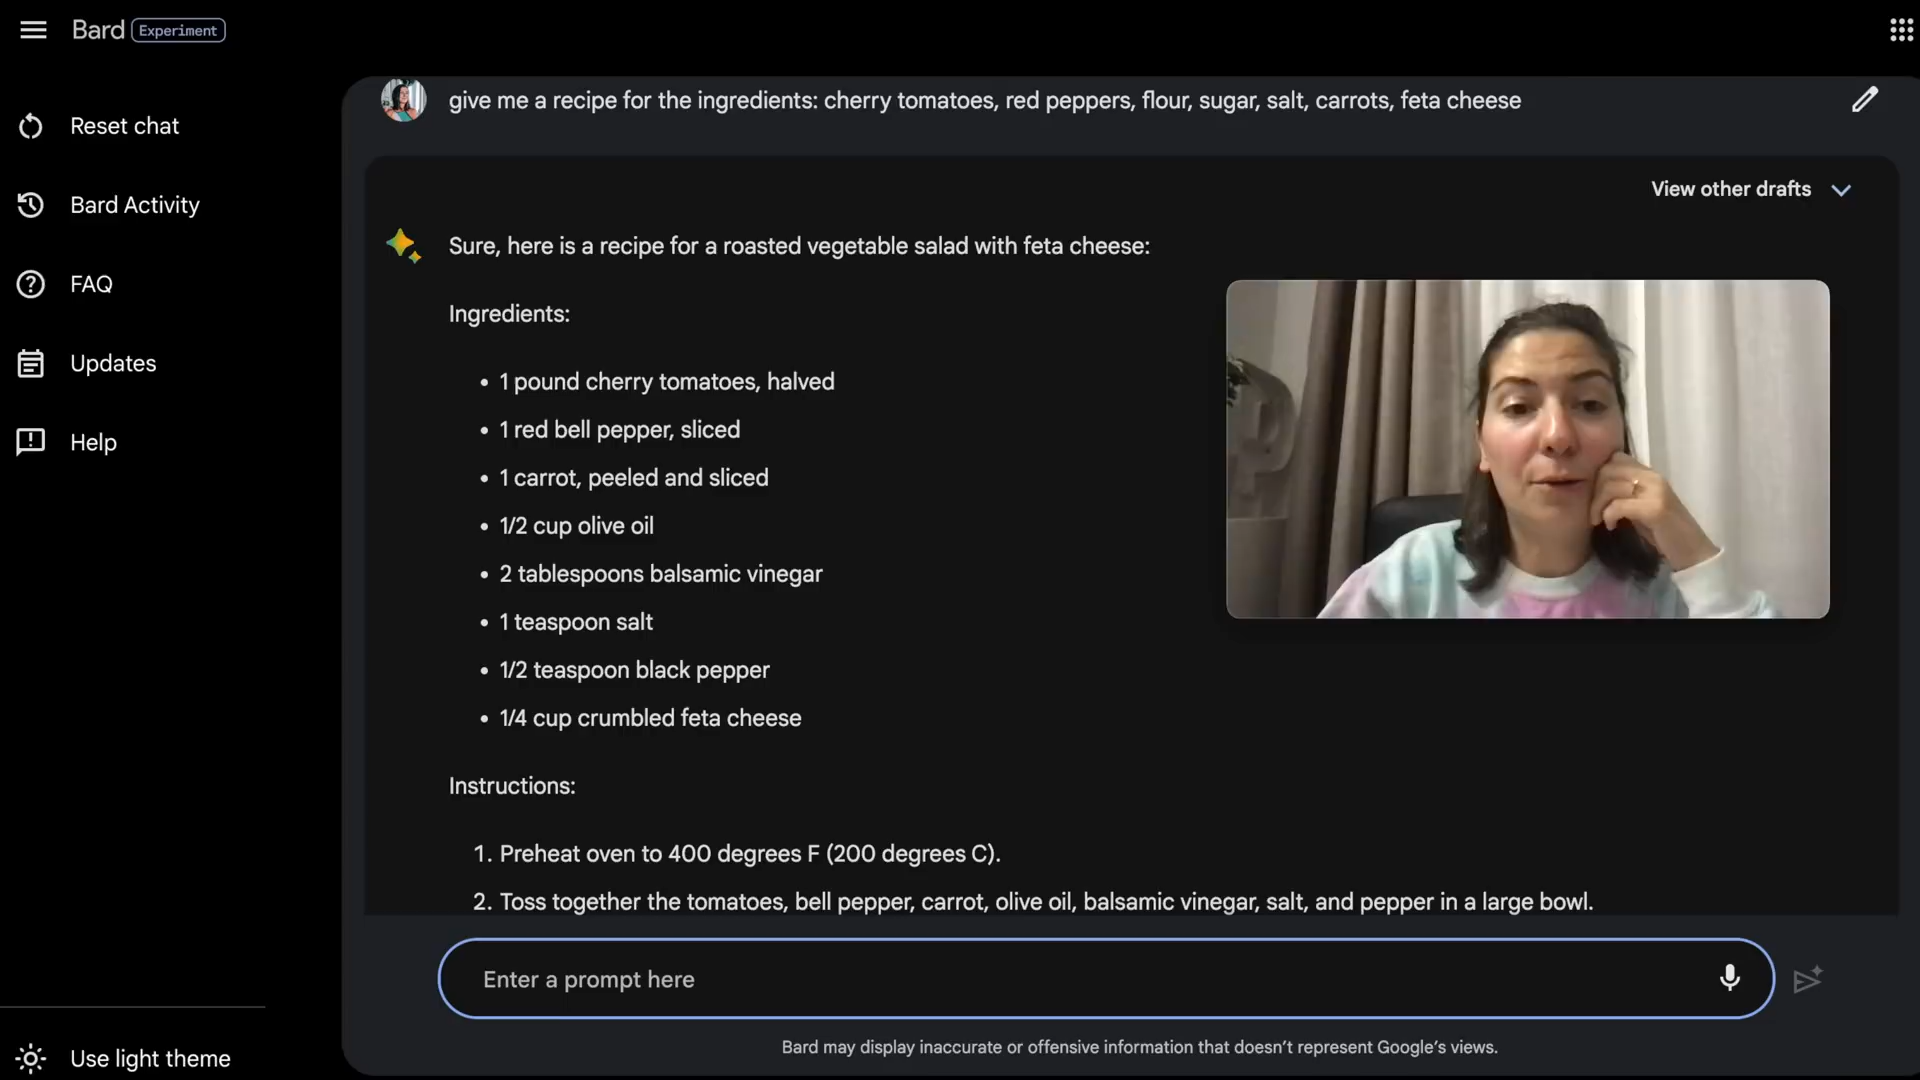 Bard Experiment
Reset chat
Bard Activity
FAQ
Updates
Help
Use light theme
give me a recipe for the ingredients: cherry tomatoes, red peppers, flour, sugar, salt, carrots, feta cheese
View other drafts
Sure, here is a recipe for a roasted vegetable salad with feta cheese:
Ingredients:
• 1 pound cherry tomatoes, halved
• 1 red bell pepper, sliced
• 1 carrot, peeled and sliced
• 1/2 cup olive oil
• 2 tablespoons balsamic vinegar
• 1 teaspoon salt
• 1/2 teaspoon black pepper
• 1/4 cup crumbled feta cheese
Instructions:
1. Preheat oven to 400 degrees F (200 degrees C).
2. Toss together the tomatoes, bell pepper, carrot, olive oil, balsamic vinegar, salt, and pepper in a large bowl.
Enter a prompt here
Bard may display inaccurate or offensive information that doesn't represent Google's views.